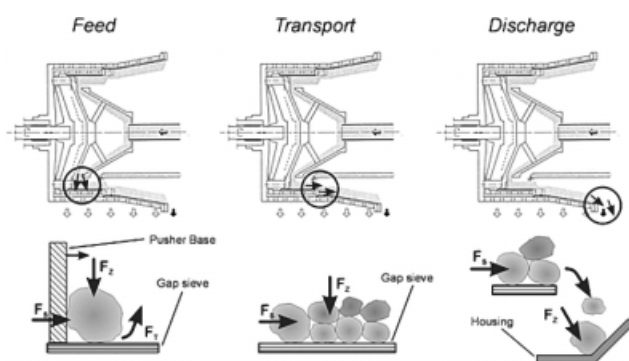 Feed
Transport
Discharge
Pusher Base
Fz
Fs
FT
Gap sieve
Fz
Gap sieve
Fs
Fs
Fz
Housing